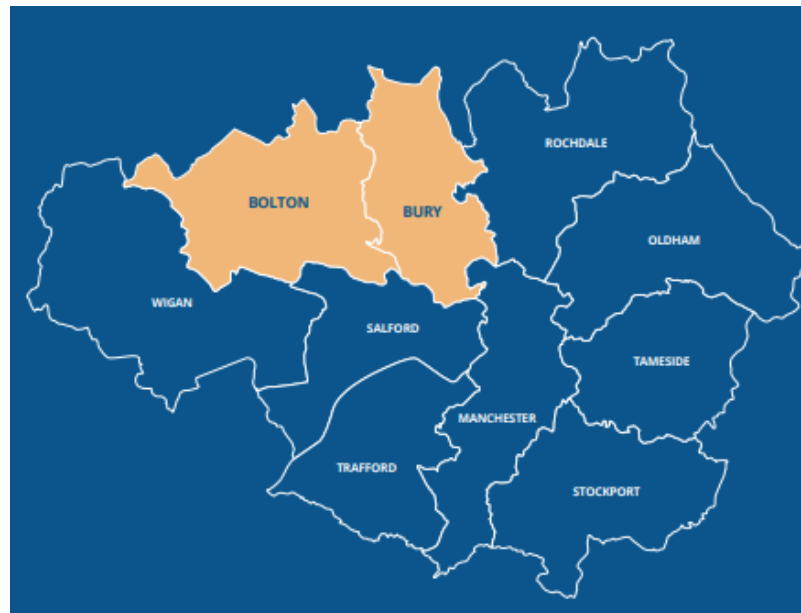 ROCHDALE
BOLTON
BURY
OLDHAM
WIGAN
SALFORD
TAMESIDE
MANCHESTER
TRAFFORD
STOCKPORT